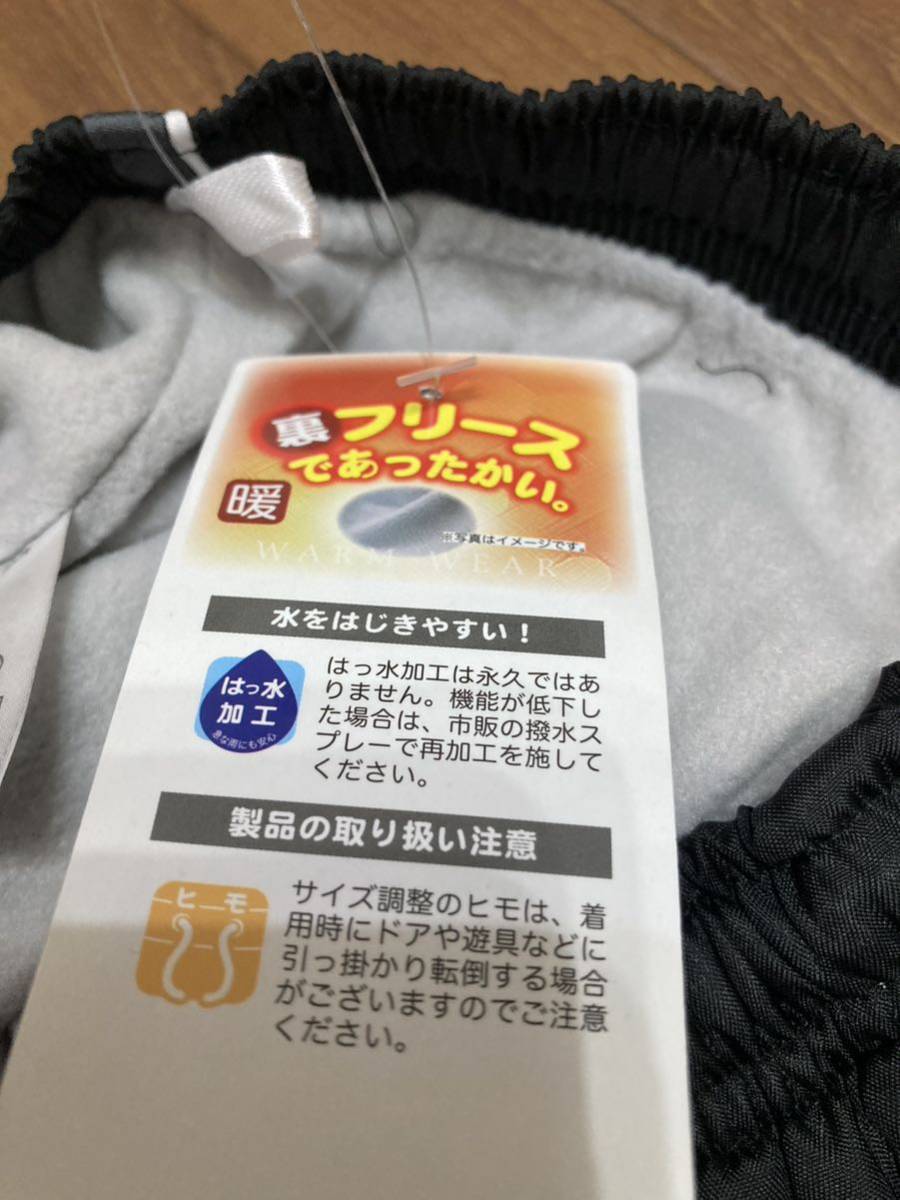 裏フリース
であったかい。
暖
※写真はイメージです。
WARM WEAR
水をはじきやすい！
はっ水
加工
急な雨にも安心
はっ水加工は永久ではあ
りません。機能が低下し
た場合は、市販の撥水ス
プレーで再加工を施して
ください。
製品の取り扱い注意
ヒモ
サイズ調整のヒモは、着
用時にドアや遊具などに
引っ掛かり転倒する場合
がございますのでご注意
ください。